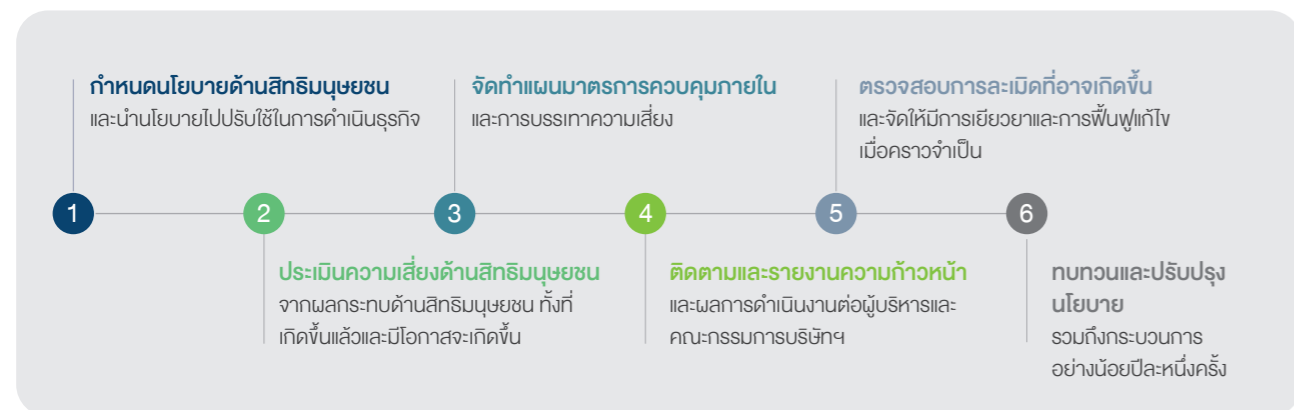 1
กำหนดนโยบายด้านสิทธิมนุษยชน
และนำนโยบายไปปรับใช้ในการดำเนินธุรกิจ
2
ประเมินความเสี่ยงด้านสิทธิมนุษยชน
จากผลกระทบด้านสิทธิมนุษยชน ทั้งที่
เกิดขึ้นแล้วและมีโอกาสจะเกิดขึ้น
3
จัดทำแผนมาตรการควบคุมภายใน
และการบรรเทาความเสี่ยง
4
ติดตามและรายงานความก้าวหน้า
และผลการดำเนินงานต่อผู้บริหารและ
คณะกรรมการบริษัทฯ
5
ตรวจสอบการละเมิดที่อาจเกิดขึ้น
และจัดให้มีการเยียวยาและการฟื้นฟูแก้ไข
เมื่อคราวจำเป็น
6
ทบทวนและปรับปรุง
นโยบาย
รวมถึงกระบวนการ
อย่างน้อยปีละหนึ่งครั้ง